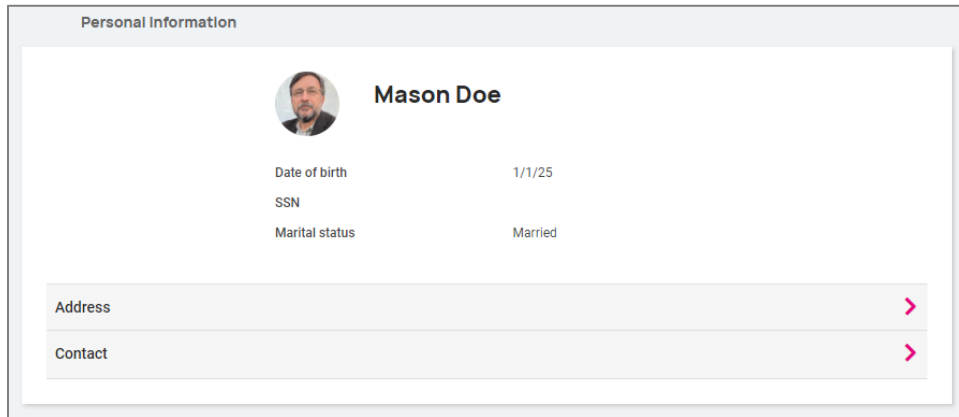 Personal Information
Mason Doe
Date of birth 1/1/25
SSN
Marital status Married
Address
Contact